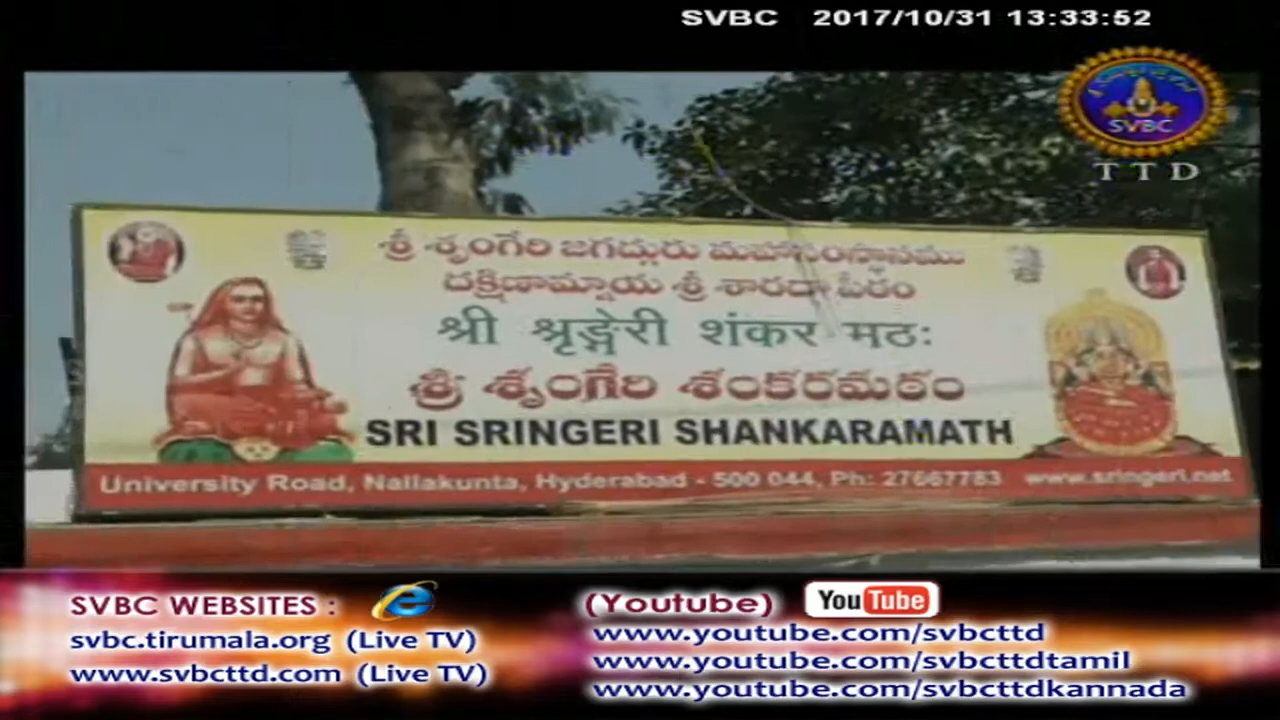 SVBC 2017/10/31 13:33:52
SVBC
T T D
శ్రీ శృంగేరి జగద్గురు మహాసంస్థానము
దక్షిణామ్నాయ శ్రీ శారదా పీఠం
श्री श्रृङ्गेरी शंकर मठः
శ్రీ శృంగేరి శంకరమఠం
SRI SRINGERI SHANKARAMATH
University Road, Nallakunta, Hyderabad - 500 044, Ph: 27667783 www.sringeri.net
SVBC WEBSITES :
svbc.tirumala.org (Live TV)
www.svbcttd.com (Live TV)
(Youtube) YouTube
www.youtube.com/svbcttd
www.youtube.com/svbcttdtamil
www.youtube.com/svbcttdkannada